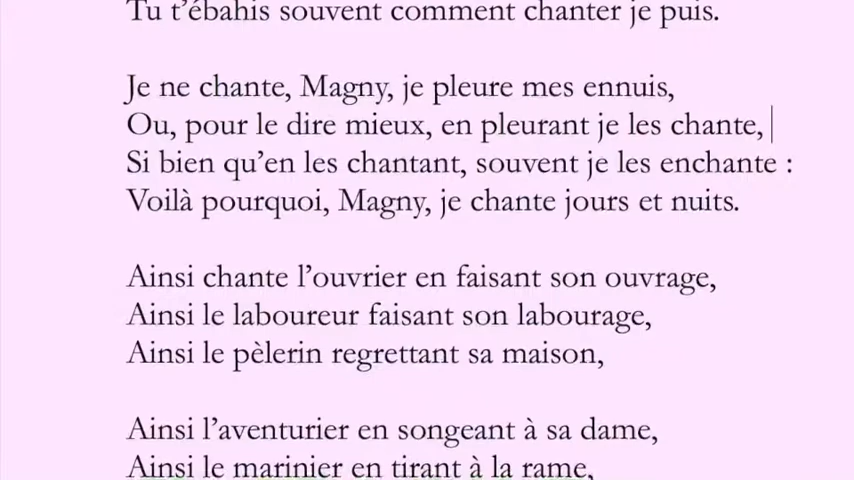 Tu t'ébahis souvent comment chanter je puis.
Je ne chante, Magny, je pleure mes ennuis,
Ou, pour le dire mieux, en pleurant je les chante,
Si bien qu'en les chantant, souvent je les enchante :
Voilà pourquoi, Magny, je chante jours et nuits.
Ainsi chante l'ouvrier en faisant son ouvrage,
Ainsi le laboureur faisant son labourage,
Ainsi le pèlerin regrettant sa maison,
Ainsi l'aventurier en songeant à sa dame,
Ainsi le marinier en tirant à la rame,